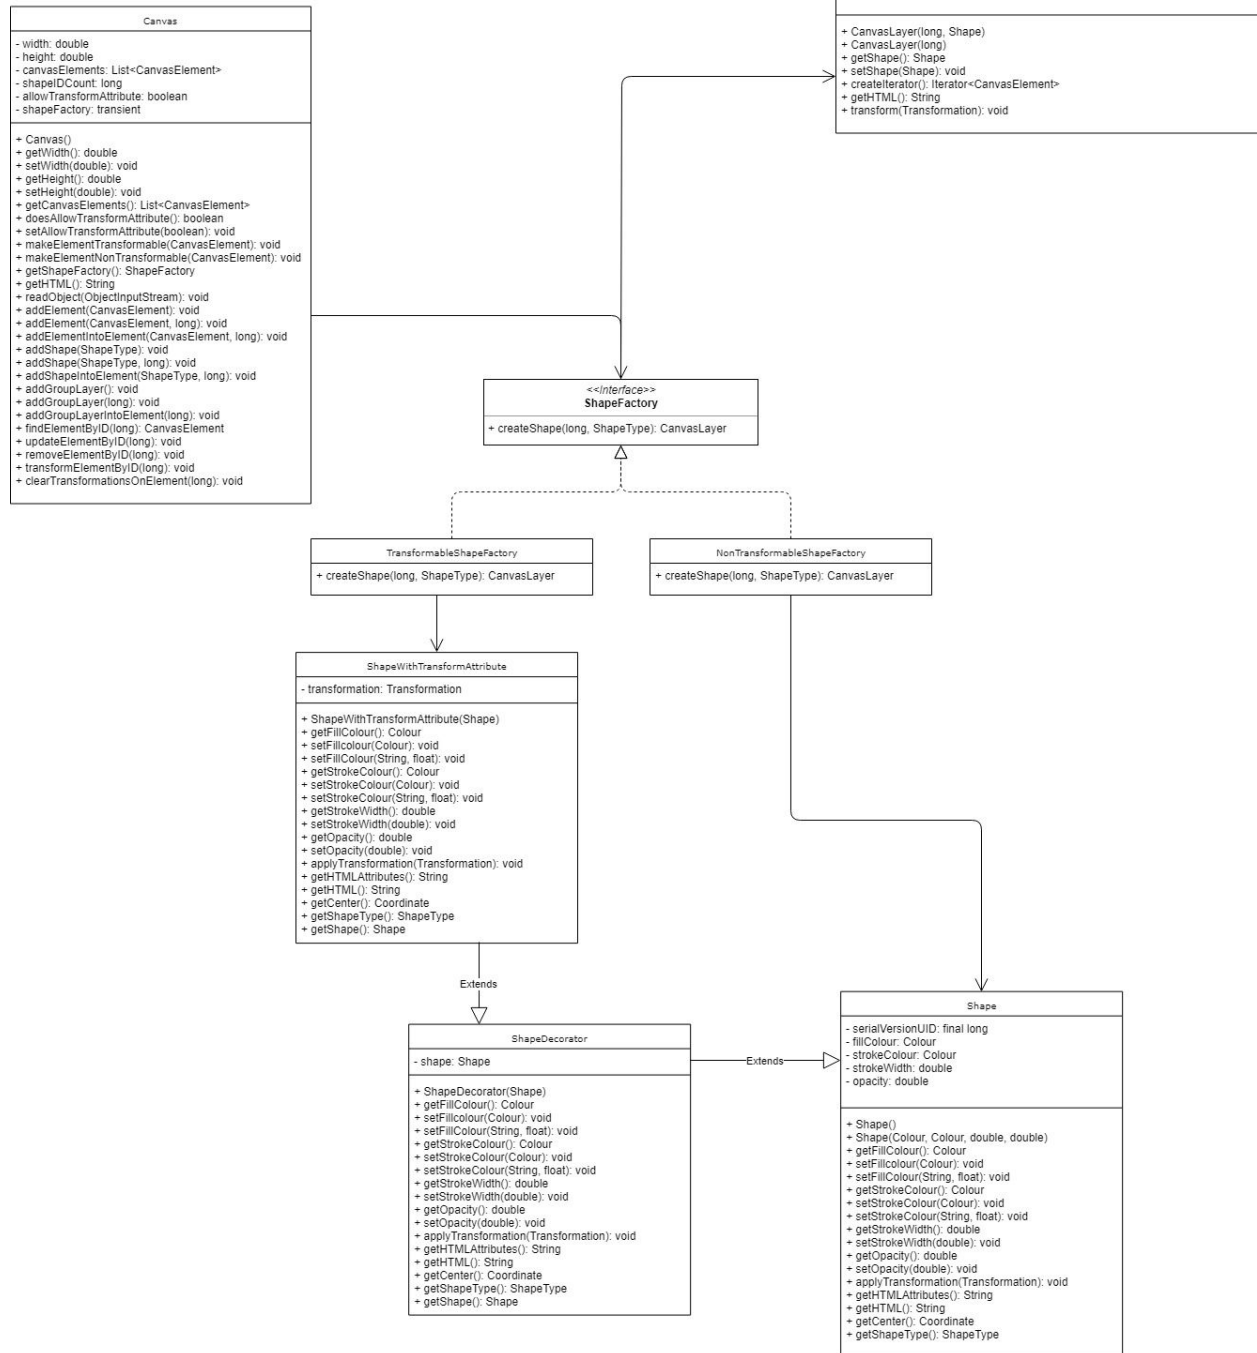 Canvas
- width: double
- height: double
- canvasElements: List<CanvasElement>
- shapeIDCount: long
- allowTransformAttribute: boolean
- shapeFactory: transient
+ Canvas()
+ getWidth(): double
+ setWidth(double): void
+ getHeight(): double
+ setHeight(double): void
+ getCanvasElements(): List<CanvasElement>
+ doesAllowTransformAttribute(): boolean
+ setAllowTransformAttribute(boolean): void
+ makeElementTransformable(CanvasElement): void
+ makeElementNonTransformable(CanvasElement): void
+ getShapeFactory(): ShapeFactory
+ getHTML(): String
+ readObject(ObjectInputStream): void
+ addElement(CanvasElement): void
+ addElement(CanvasElement, long): void
+ addElementIntoElement(CanvasElement, long): void
+ addShape(ShapeType): void
+ addShape(ShapeType, long): void
+ addShapeIntoElement(ShapeType, long): void
+ addGroupLayer(): void
+ addGroupLayer(long): void
+ addGroupLayerIntoElement(long): void
+ findElementByID(long): CanvasElement
+ updateElementByID(long): void
+ removeElementByID(long): void
+ transformElementByID(long): void
+ clearTransformationsOnElement(long): void
+ CanvasLayer(long, Shape)
+ CanvasLayer(long)
+ getShape(): Shape
+ setShape(Shape): void
+ createIterator(): Iterator<CanvasElement>
+ getHTML(): String
+ transform(Transformation): void
<<Interface>>
ShapeFactory
+ createShape(long, ShapeType): CanvasLayer
TransformableShapeFactory
+ createShape(long, ShapeType): CanvasLayer
NonTransformableShapeFactory
+ createShape(long, ShapeType): CanvasLayer
ShapeWithTransformAttribute
- transformation: Transformation
+ ShapeWithTransformAttribute(Shape)
+ getFillColour(): Colour
+ setFillcolour(Colour): void
+ setFillColour(String, float): void
+ getStrokeColour(): Colour
+ setStrokeColour(Colour): void
+ setStrokeColour(String, float): void
+ getStrokeWidth(): double
+ setStrokeWidth(double): void
+ getOpacity(): double
+ setOpacity(double): void
+ applyTransformation(Transformation): void
+ getHTMLAttributes(): String
+ getHTML(): String
+ getCenter(): Coordinate
+ getShapeType(): ShapeType
+ getShape(): Shape
Extends
ShapeDecorator
- shape: Shape
+ ShapeDecorator(Shape)
+ getFillColour(): Colour
+ setFillcolour(Colour): void
+ setFillColour(String, float): void
+ getStrokeColour(): Colour
+ setStrokeColour(Colour): void
+ setStrokeColour(String, float): void
+ getStrokeWidth(): double
+ setStrokeWidth(double): void
+ getOpacity(): double
+ setOpacity(double): void
+ applyTransformation(Transformation): void
+ getHTMLAttributes(): String
+ getHTML(): String
+ getCenter(): Coordinate
+ getShapeType(): ShapeType
+ getShape(): Shape
Extends
Shape
- serialVersionUID: final long
- fillColour: Colour
- strokeColour: Colour
- strokeWidth: double
- opacity: double
+ Shape()
+ Shape(Colour, Colour, double, double)
+ getFillColour(): Colour
+ setFillcolour(Colour): void
+ setFillColour(String, float): void
+ getStrokeColour(): Colour
+ setStrokeColour(Colour): void
+ setStrokeColour(String, float): void
+ getStrokeWidth(): double
+ setStrokeWidth(double): void
+ getOpacity(): double
+ setOpacity(double): void
+ applyTransformation(Transformation): void
+ getHTMLAttributes(): String
+ getHTML(): String
+ getCenter(): Coordinate
+ getShapeType(): ShapeType